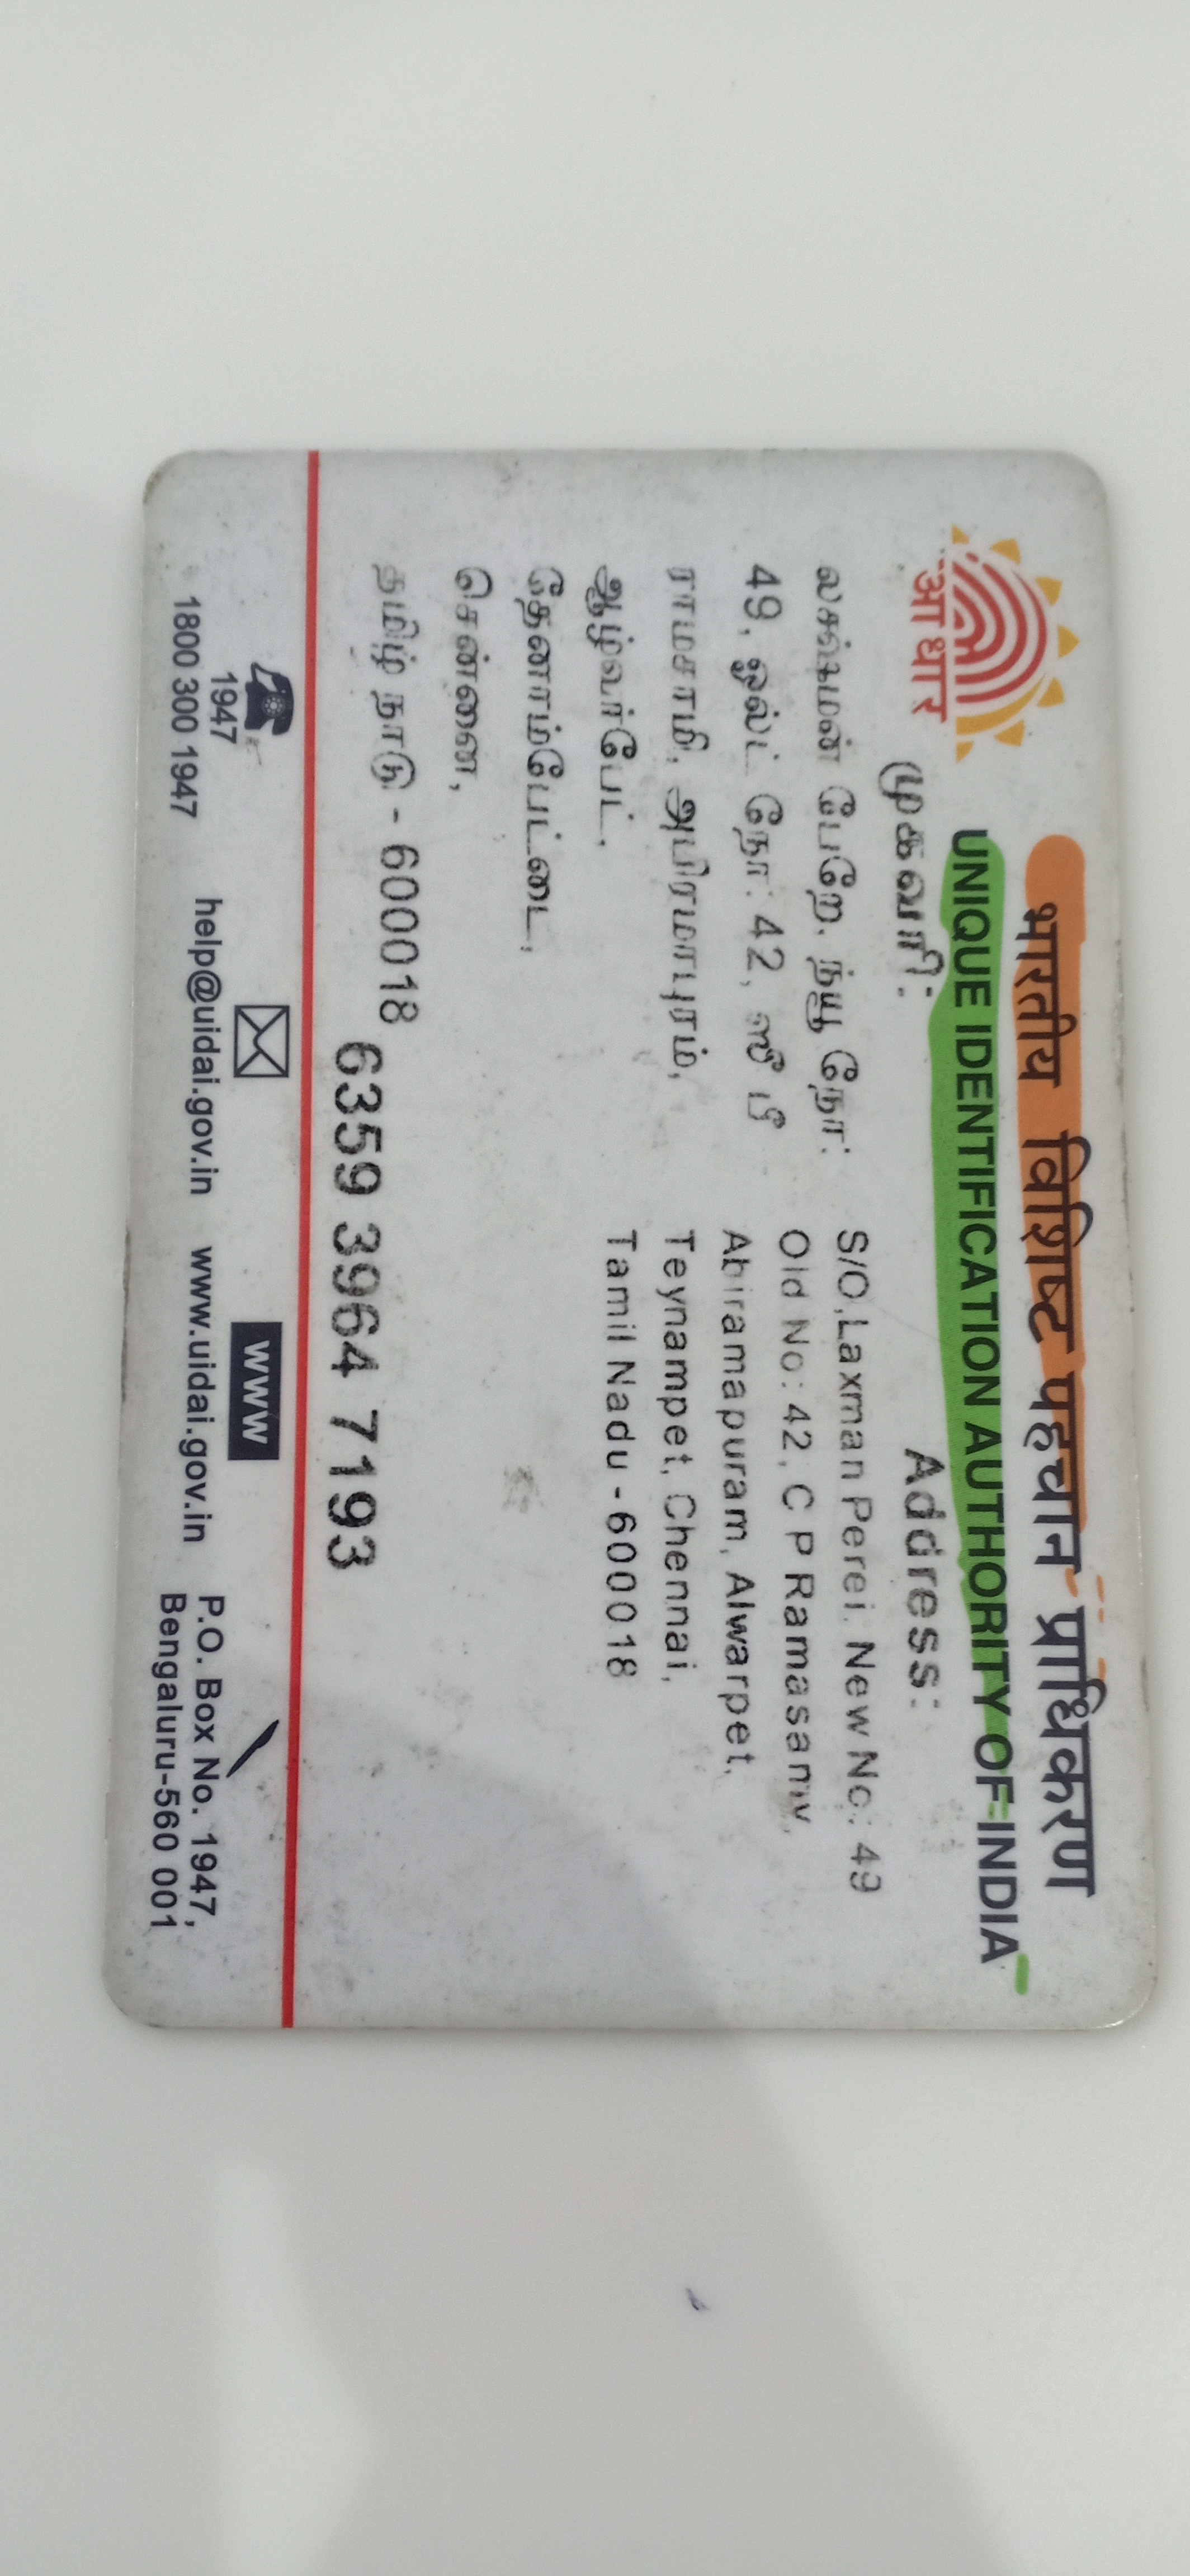 भारतीय विशिष्ट पहचान प्राधिकरण
UNIQUE IDENTIFICATION AUTHORITY OF INDIA
आधार
முகவரி:
லசுஷ்மன் பேறே, ந்யூ நோ:
49, ஓல்ட் நோ: 42, ஸீ பி
ராமசாமி, அபிராமாபுரம்,
ஆழ்வார்பேட்,
தேனாம்பேட்டை,
சென்னை,
தமிழ் நாடு - 600018
Address:
S/O,Laxman Perei, New No: 49
Old No: 42, C P Ramasamy,
Abiramapuram, Alwarpet,
Teynampet, Chennai,
Tamil Nadu - 600018
6359 3964 7193
1947
1800 300 1947
help@uidai.gov.in
www
www.uidai.gov.in
P.O. Box No. 1947,
Bengaluru-560 001